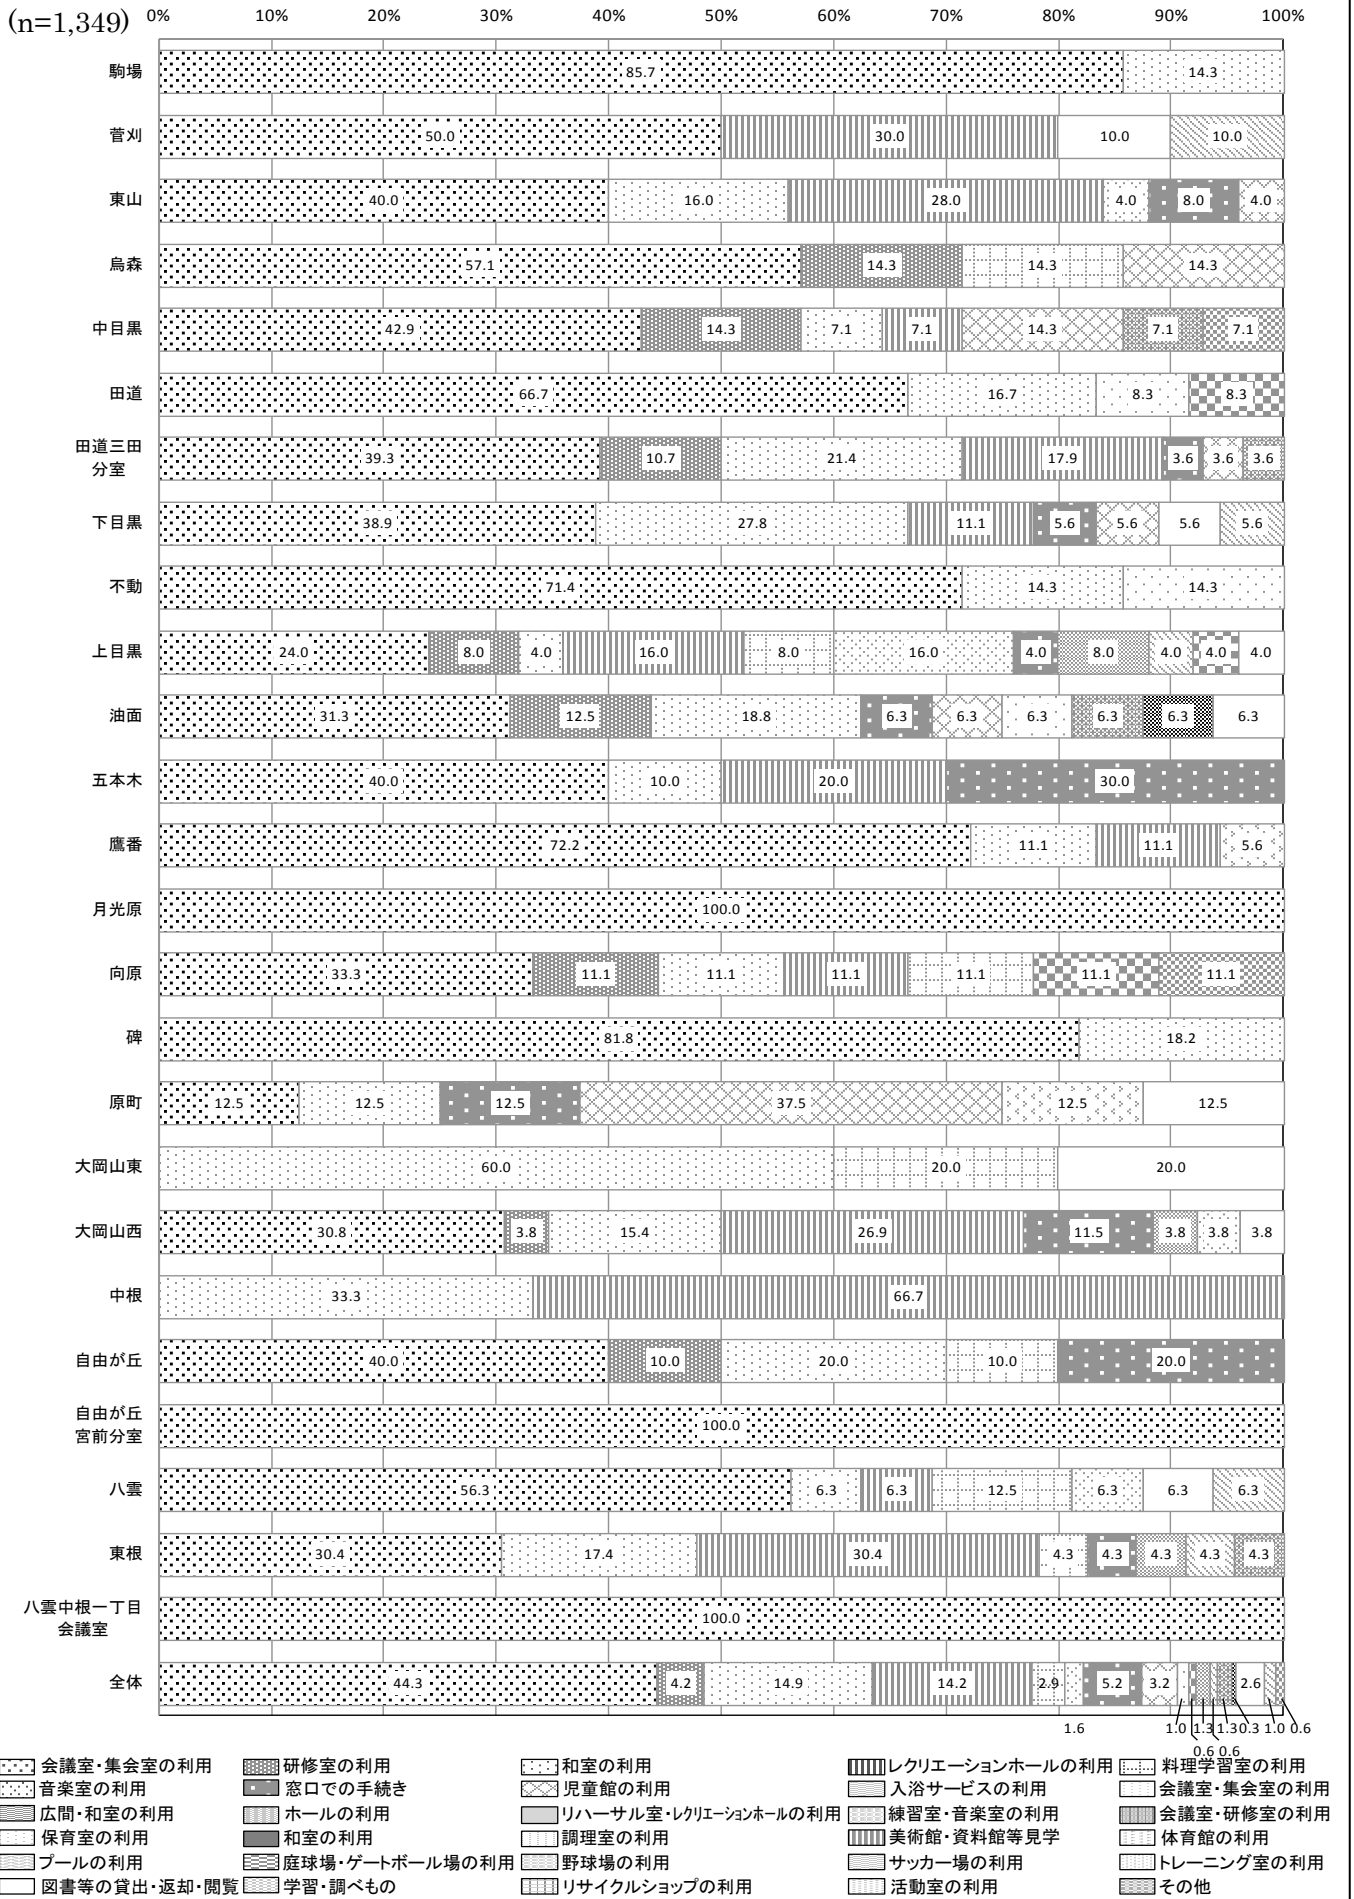 (n=1,349)
0% 10% 20% 30% 40% 50% 60% 70% 80% 90% 100%
駒場 85.7 14.3
菅刈 50.0 30.0 10.0 10.0
東山 40.0 16.0 28.0 4.0 8.0 4.0
烏森 57.1 14.3 14.3 14.3
中目黒 42.9 14.3 7.1 7.1 14.3 7.1 7.1
田道 66.7 16.7 8.3 8.3
田道三田
分室 39.3 10.7 21.4 17.9 3.6 3.6 3.6
下目黒 38.9 27.8 11.1 5.6 5.6 5.6 5.6
不動 71.4 14.3 14.3
上目黒 24.0 8.0 4.0 16.0 8.0 16.0 4.0 8.0 4.0 4.0 4.0
油面 31.3 12.5 18.8 6.3 6.3 6.3 6.3 6.3 6.3
五本木 40.0 10.0 20.0 30.0
鷹番 72.2 11.1 11.1 5.6
月光原 100.0
向原 33.3 11.1 11.1 11.1 11.1 11.1 11.1
碑 81.8 18.2
原町 12.5 12.5 12.5 37.5 12.5 12.5
大岡山東 60.0 20.0 20.0
大岡山西 30.8 3.8 15.4 26.9 11.5 3.8 3.8 3.8
中根 33.3 66.7
自由が丘 40.0 10.0 20.0 10.0 20.0
自由が丘
宮前分室 100.0
八雲 56.3 6.3 6.3 12.5 6.3 6.3 6.3
東根 30.4 17.4 30.4 4.3 4.3 4.3 4.3 4.3
八雲中根一丁目
会議室 100.0
全体 44.3 4.2 14.9 14.2 2.9 5.2 3.2 2.6
1.6 1.0 1.3 1.3 0.3 1.0 0.6
0.6 0.6
会議室・集会室の利用 研修室の利用 和室の利用 レクリエーションホールの利用 料理学習室の利用
音楽室の利用 窓口での手続き 児童館の利用 入浴サービスの利用 会議室・集会室の利用
広間・和室の利用 ホールの利用 リハーサル室・レクリエーションホールの利用 練習室・音楽室の利用 会議室・研修室の利用
保育室の利用 和室の利用 調理室の利用 美術館・資料館等見学 体育館の利用
プールの利用 庭球場・ゲートボール場の利用 野球場の利用 サッカー場の利用 トレーニング室の利用
図書等の貸出・返却・閲覧 学習・調べもの リサイクルショップの利用 活動室の利用 その他